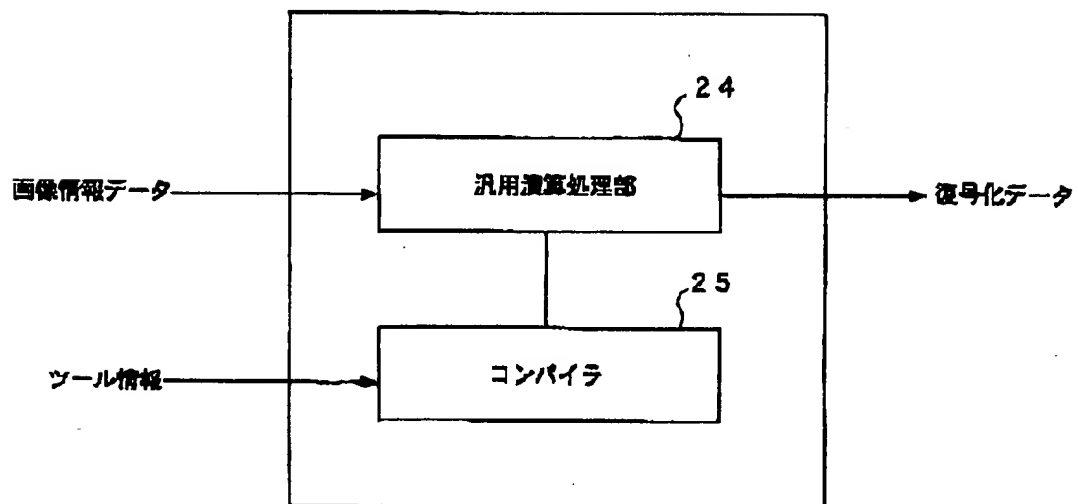 24
画像情報データ
汎用演算処理部
復号化データ
25
ツール情報
コンパイラ